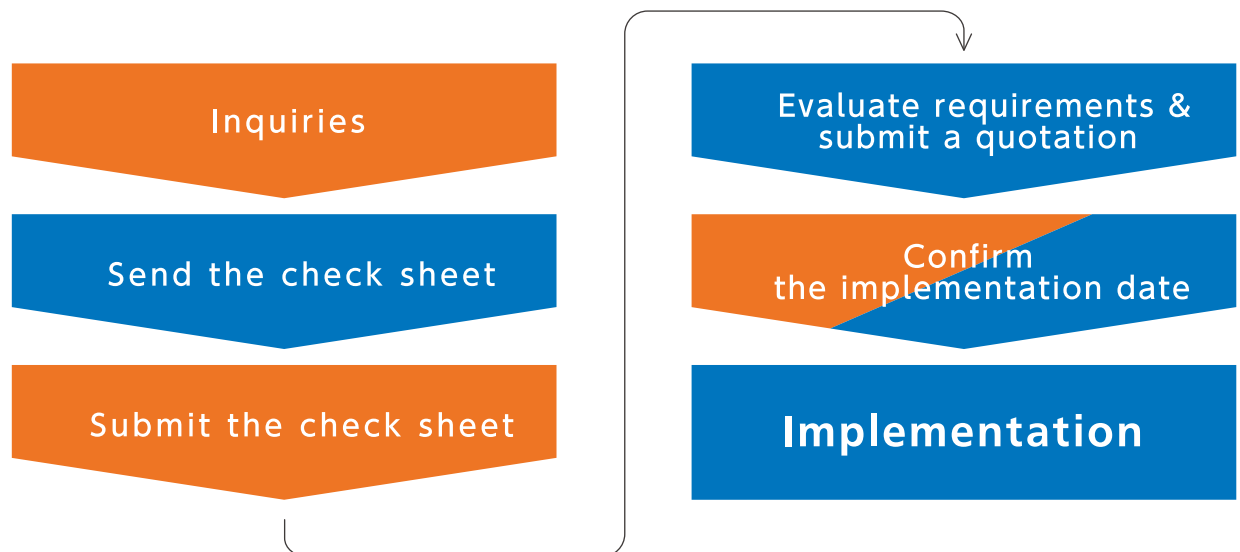 Inquiries
Send the check sheet
Submit the check sheet
Evaluate requirements &
submit a quotation
Confirm
the implementation date
Implementation